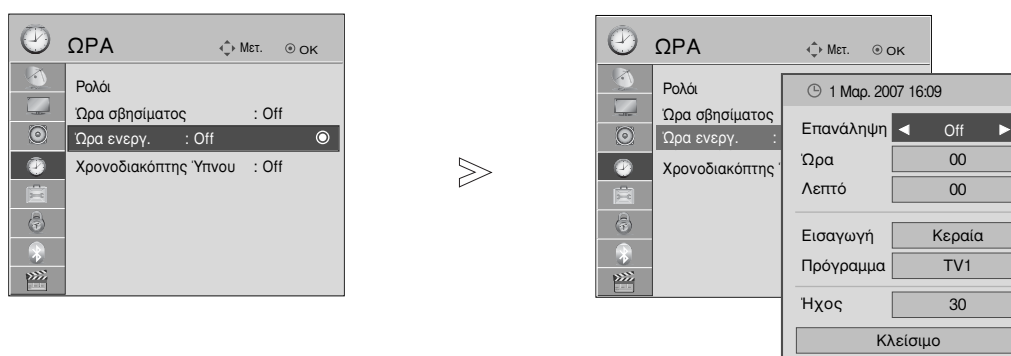 ΩΡΑ Μετ. OK
Ρολόι
Ώρα σβησίματος : Off
Ώρα ενεργ. : Off
Χρονοδιακόπτης Ύπνου : Off
ΩΡΑ Μετ. OK
Ρολόι
Ώρα σβησίματος
Ώρα ενεργ. :
Χρονοδιακόπτης
1 Μαρ. 2007 16:09
Επανάληψη ◄ Off ►
Ώρα 00
Λεπτό 00
Εισαγωγή Κεραία
Πρόγραμμα TV1
Ήχος 30
Κλείσιμο